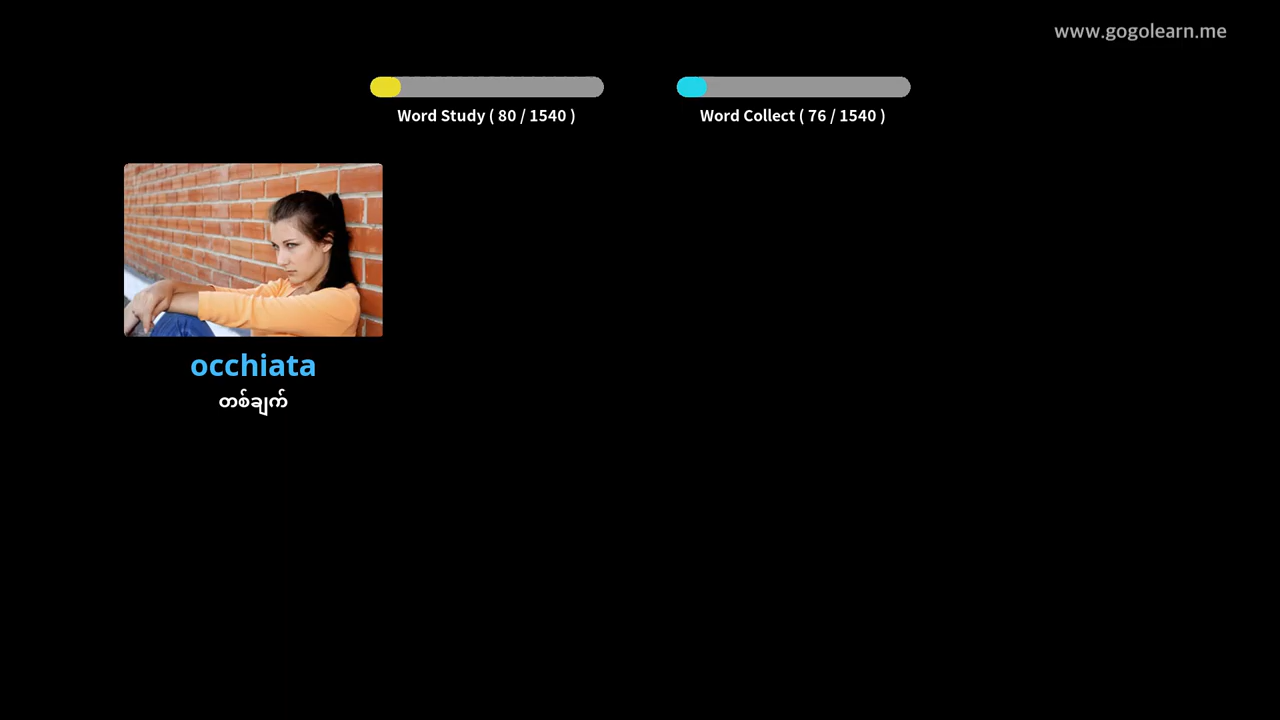 www.gogolearn.me
Word Study ( 80 / 1540 )
Word Collect ( 76 / 1540 )
occhiata
တစ်ချက်